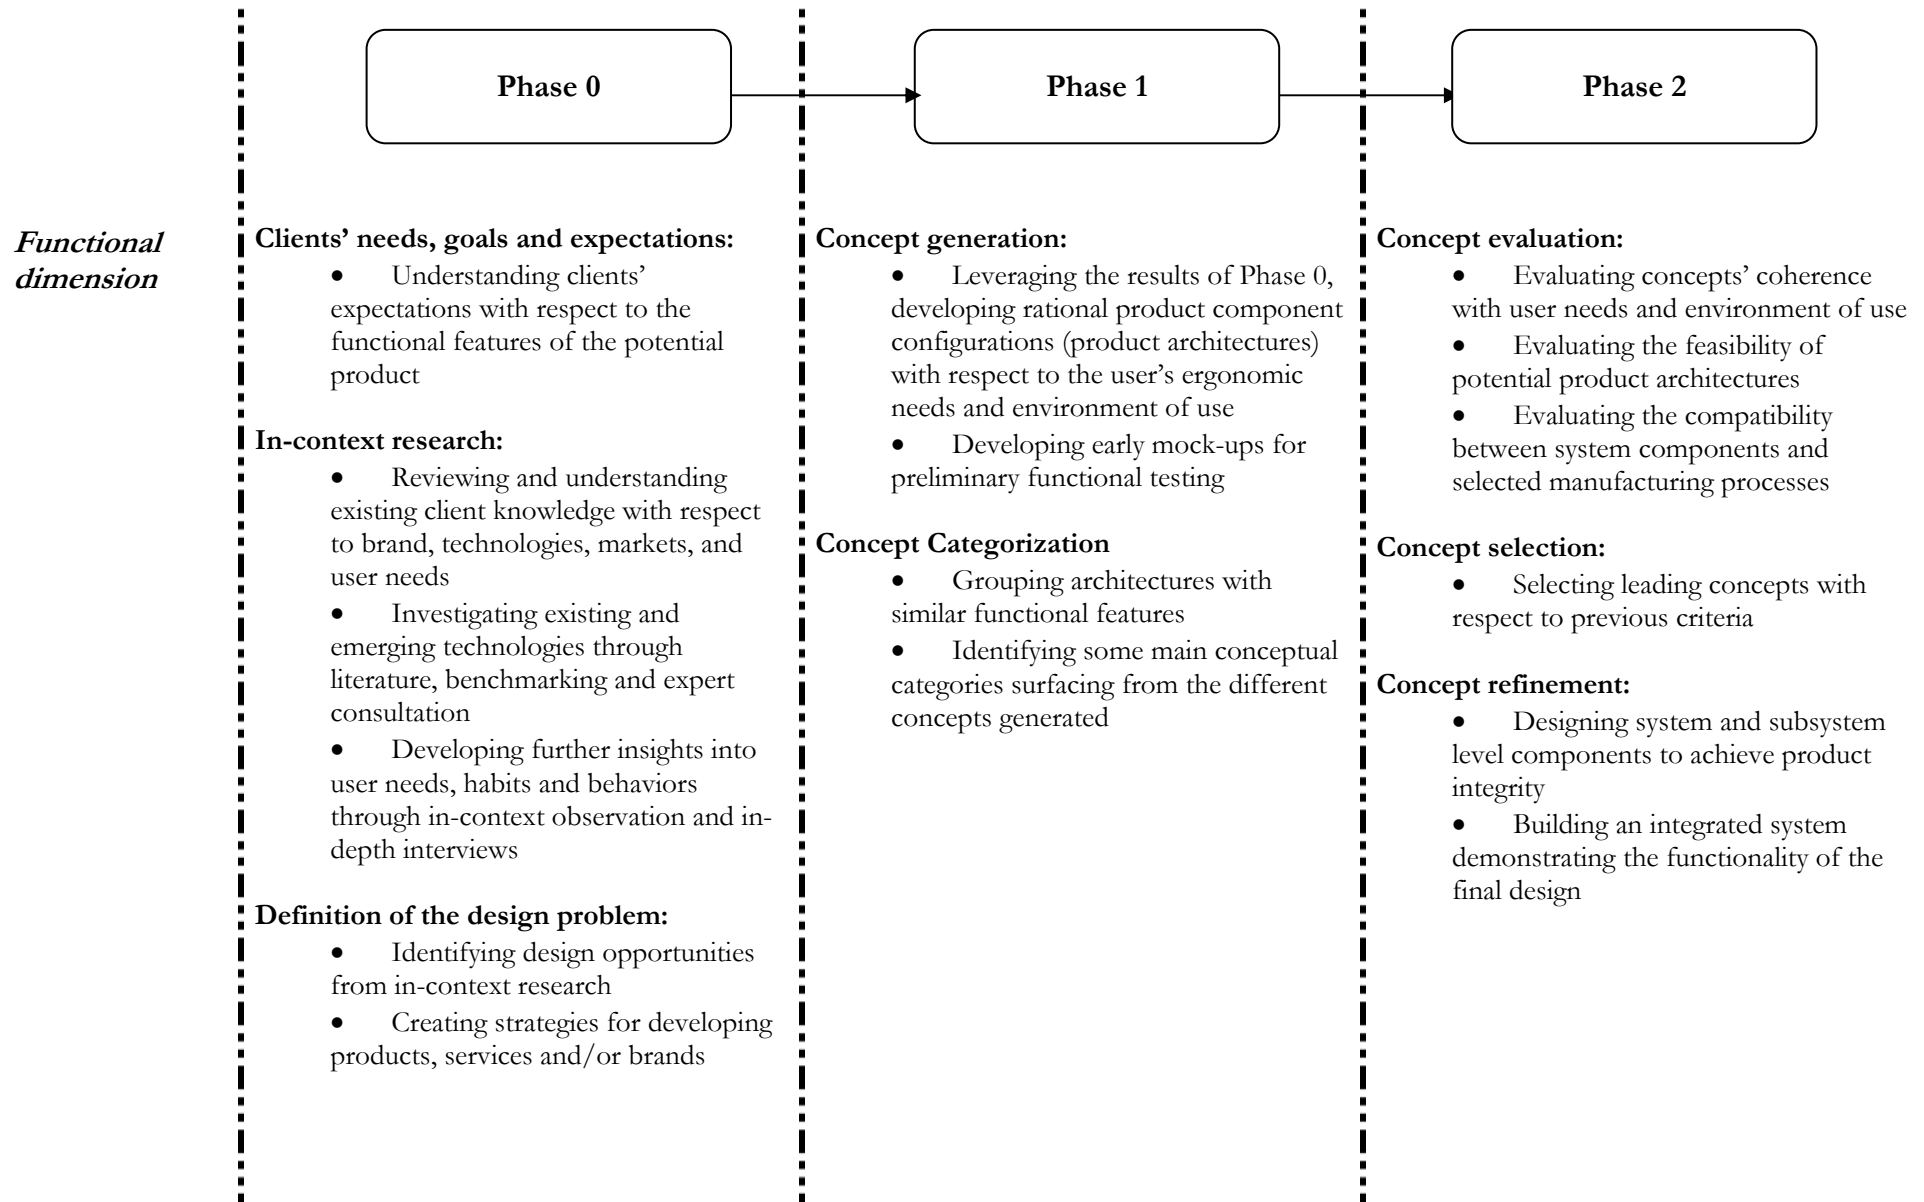 Phase 0
Phase 1
Phase 2
Functional
dimension
Clients’ needs, goals and expectations:
• Understanding clients’
expectations with respect to the
functional features of the potential
product
In-context research:
• Reviewing and understanding
existing client knowledge with respect
to brand, technologies, markets, and
user needs
• Investigating existing and
emerging technologies through
literature, benchmarking and expert
consultation
• Developing further insights into
user needs, habits and behaviors
through in-context observation and in-
depth interviews
Definition of the design problem:
• Identifying design opportunities
from in-context research
• Creating strategies for developing
products, services and/or brands
Concept generation:
• Leveraging the results of Phase 0,
developing rational product component
configurations (product architectures)
with respect to the user’s ergonomic
needs and environment of use
• Developing early mock-ups for
preliminary functional testing
Concept Categorization
• Grouping architectures with
similar functional features
• Identifying some main conceptual
categories surfacing from the different
concepts generated
Concept evaluation:
• Evaluating concepts’ coherence
with user needs and environment of use
• Evaluating the feasibility of
potential product architectures
• Evaluating the compatibility
between system components and
selected manufacturing processes
Concept selection:
• Selecting leading concepts with
respect to previous criteria
Concept refinement:
• Designing system and subsystem
level components to achieve product
integrity
• Building an integrated system
demonstrating the functionality of the
final design